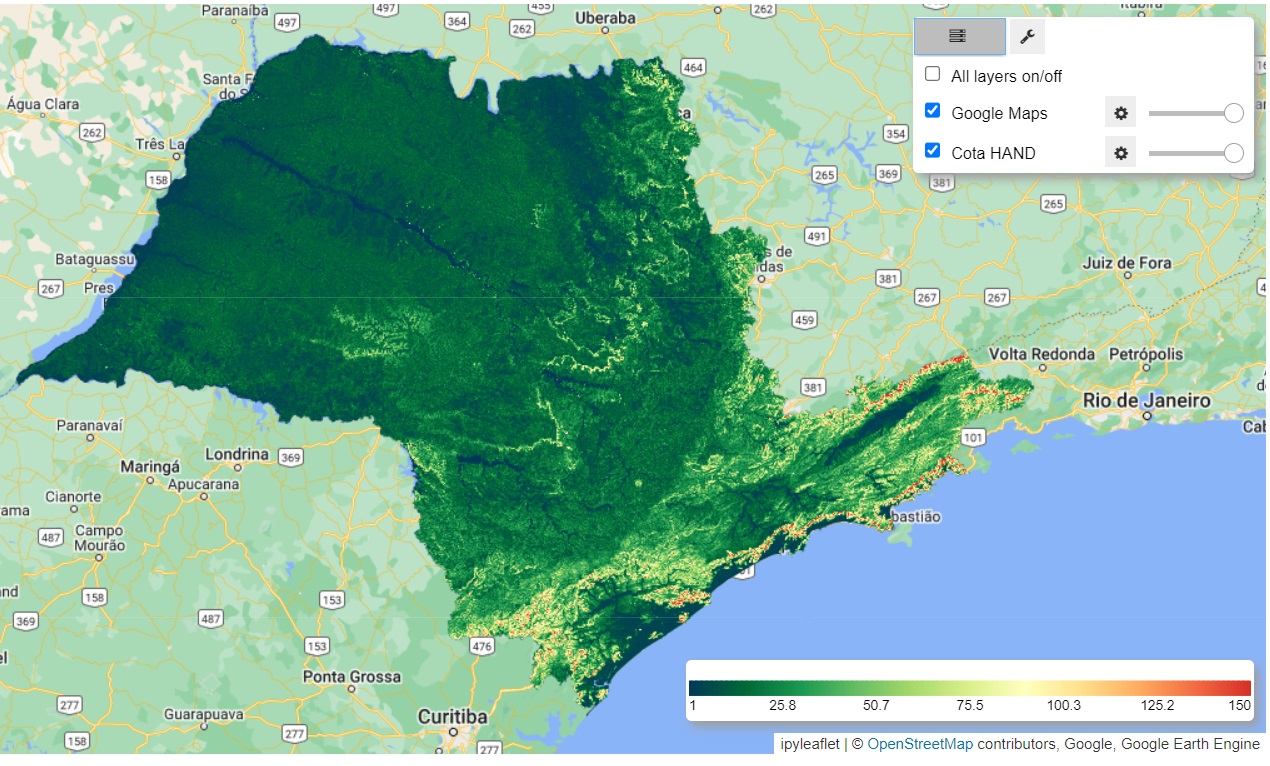 Paranaíba
497
497
364
455
262
Uberaba
262
Itabira
464
Santa F
do S
Água Clara
262
Três La
158
ca
354
265
369
381
265
491
s de
ldas
Juiz de Fora
Bataguassu
267
Pres
381
267
267
459
Volta Redonda
Petrópolis
381
Rio de Janeiro
Cab
101
Paranavaí
Londrina
369
Maringá
Apucarana
Cianorte
rama
Campo
Mourão
487
bastião
nd
158
153
369
487
153
476
el
Ponta Grossa
277
Guarapuava
Curitiba
277
158
277
All layers on/off
Google Maps
Cota HAND
1 25.8 50.7 75.5 100.3 125.2 150
ipyleaflet | © OpenStreetMap contributors, Google, Google Earth Engine